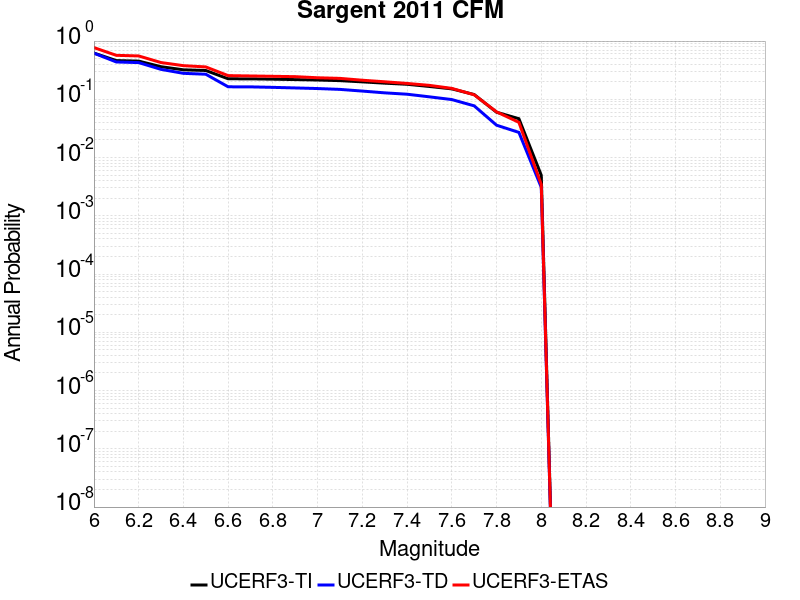 Sargent 2011 CFM
10^0
10^-1
10^-2
10^-3
10^-4
10^-5
10^-6
10^-7
10^-8
Annual Probability
6 6.2 6.4 6.6 6.8 7 7.2 7.4 7.6 7.8 8 8.2 8.4 8.6 8.8 9
Magnitude
UCERF3-TI UCERF3-TD UCERF3-ETAS